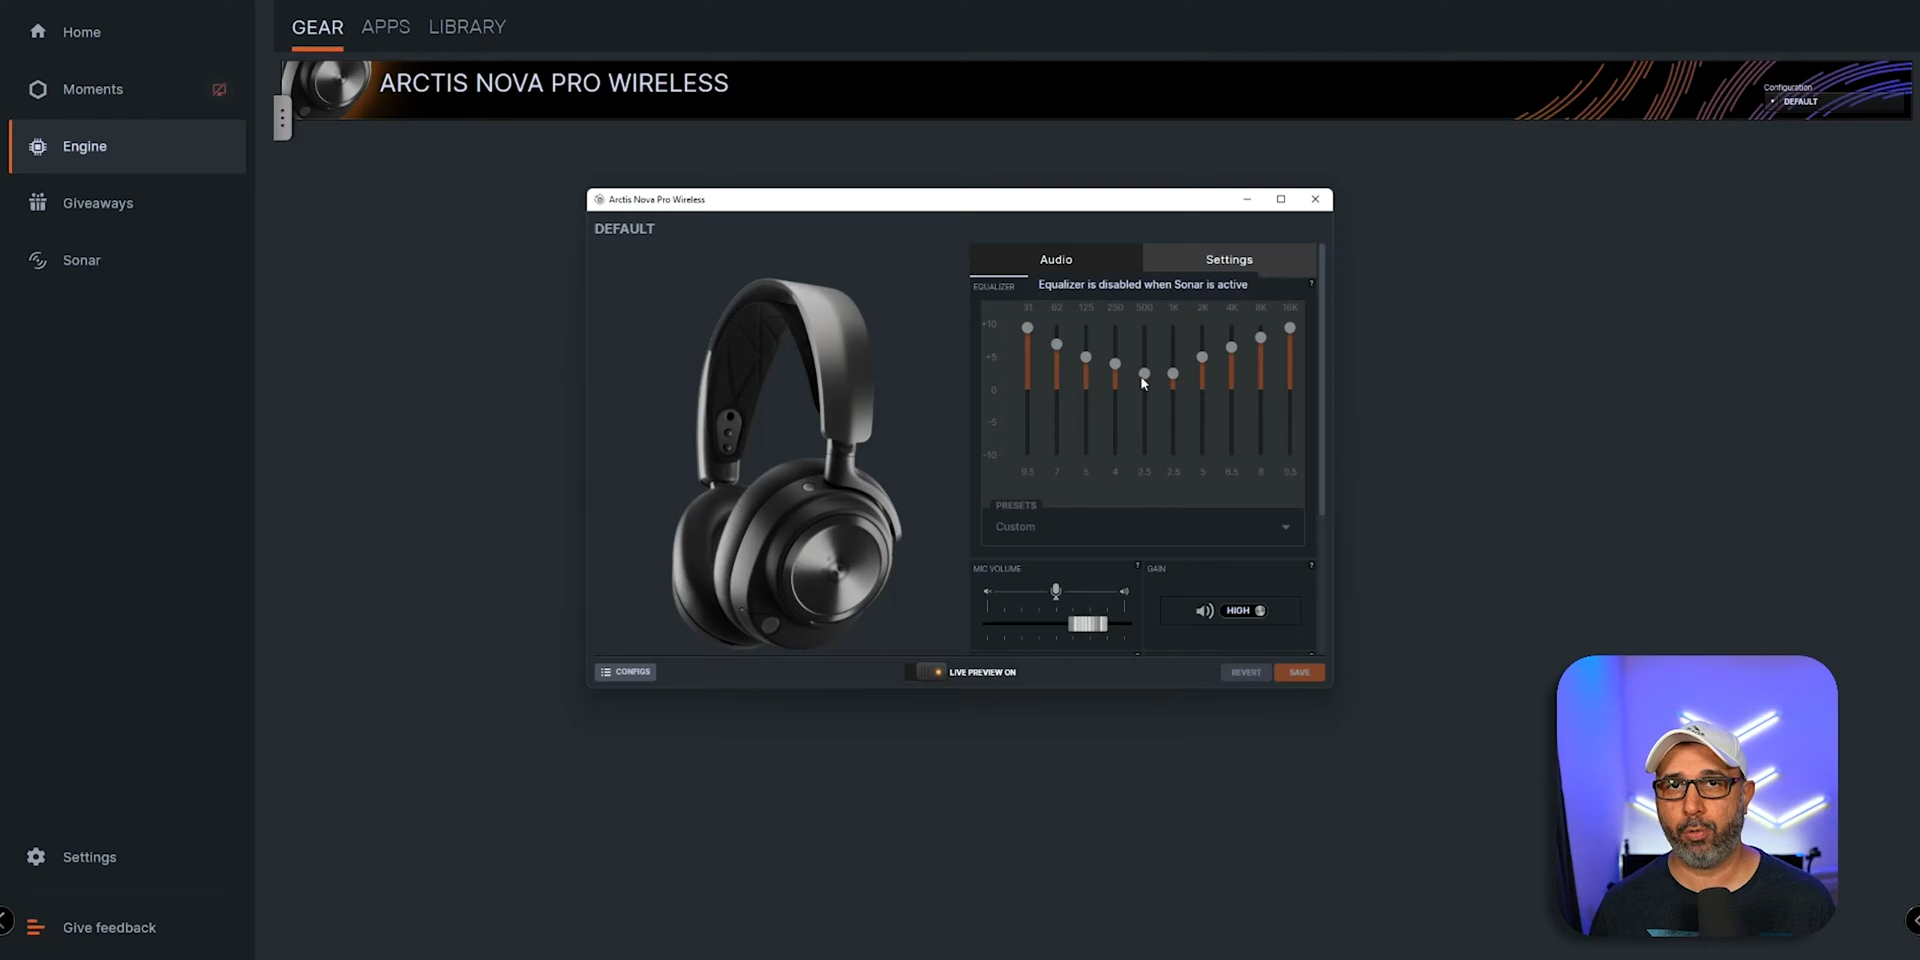 Home
Moments
Engine
Giveaways
Sonar
Settings
Give feedback
GEAR APPS LIBRARY
ARCTIS NOVA PRO WIRELESS
Configuration
DEFAULT
Arctis Nova Pro Wireless
DEFAULT
Audio Settings
EQUALIZER Equalizer is disabled when Sonar is active ?
31 62 125 250 500 1K 2K 4K 8K 16K
+10
+5
0
-5
-10
9.5 7 5 4 2.5 2.5 5 6.5 8 9.5
PRESETS
Custom
MIC VOLUME ? GAIN ?
HIGH
CONFIGS LIVE PREVIEW ON REVERT SAVE